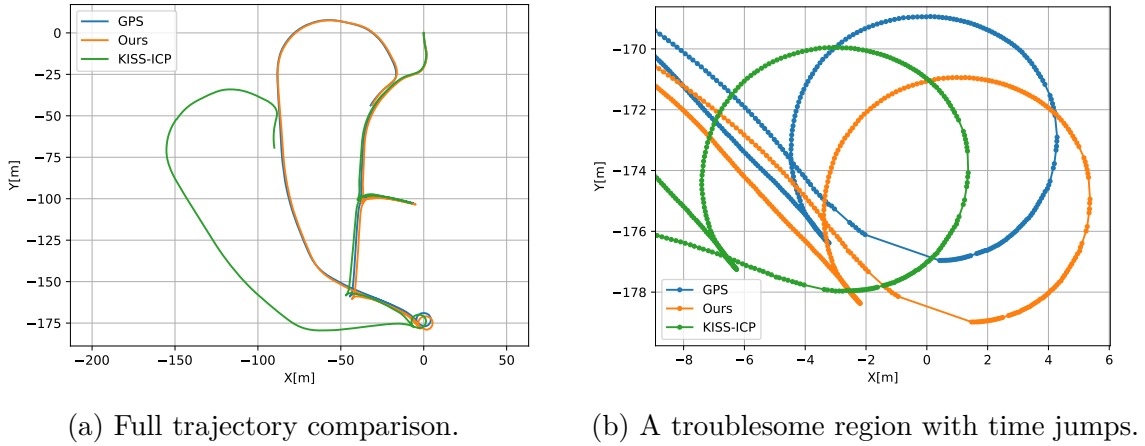 GPS
Ours
KISS-ICP
0
−25
−50
−75
−100
−125
−150
−175
Y[m]
−200
−150
−100
−50
0
50
X[m]
(a) Full trajectory comparison.
−170
−172
−174
−176
−178
Y[m]
GPS
Ours
KISS-ICP
−8
−6
−4
−2
0
2
4
6
X[m]
(b) A troublesome region with time jumps.